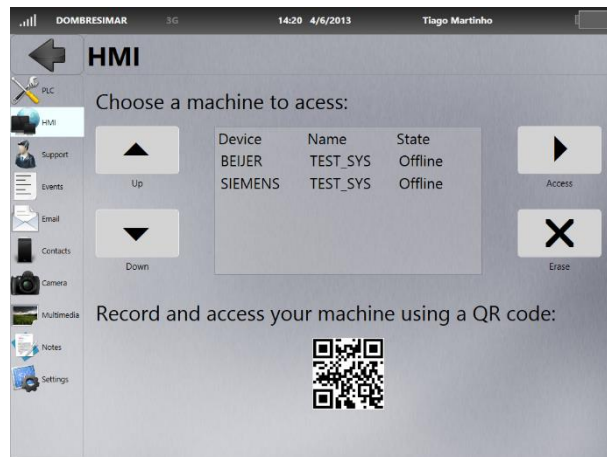 DOMBRESIMAR 3G 14:20 4/6/2013 Tiago Martinho
HMI
PLC
HMI
Support
Events
Email
Contacts
Camera
Multimedia
Notes
Settings
Choose a machine to acess:
Up
Down
Device Name State
BEIJER TEST_SYS Offline
SIEMENS TEST_SYS Offline
Access
Erase
Record and access your machine using a QR code: